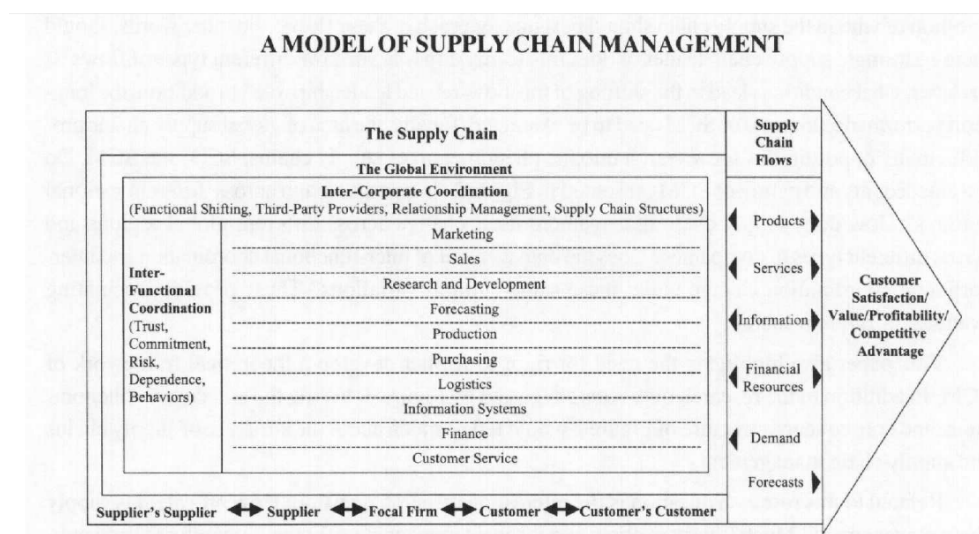 A MODEL OF SUPPLY CHAIN MANAGEMENT
The Supply Chain
Supply
Chain
Flows
The Global Environment
Inter-Corporate Coordination
(Functional Shifting, Third-Party Providers, Relationship Management, Supply Chain Structures)
Inter-
Functional
Coordination
(Trust,
Commitment,
Risk,
Dependence,
Behaviors)
Marketing
Sales
Research and Development
Forecasting
Production
Purchasing
Logistics
Information Systems
Finance
Customer Service
Products
Services
Information
Financial
Resources
Demand
Forecasts
Customer
Satisfaction/
Value/Profitability/
Competitive
Advantage
Supplier's Supplier Supplier Focal Firm Customer Customer's Customer